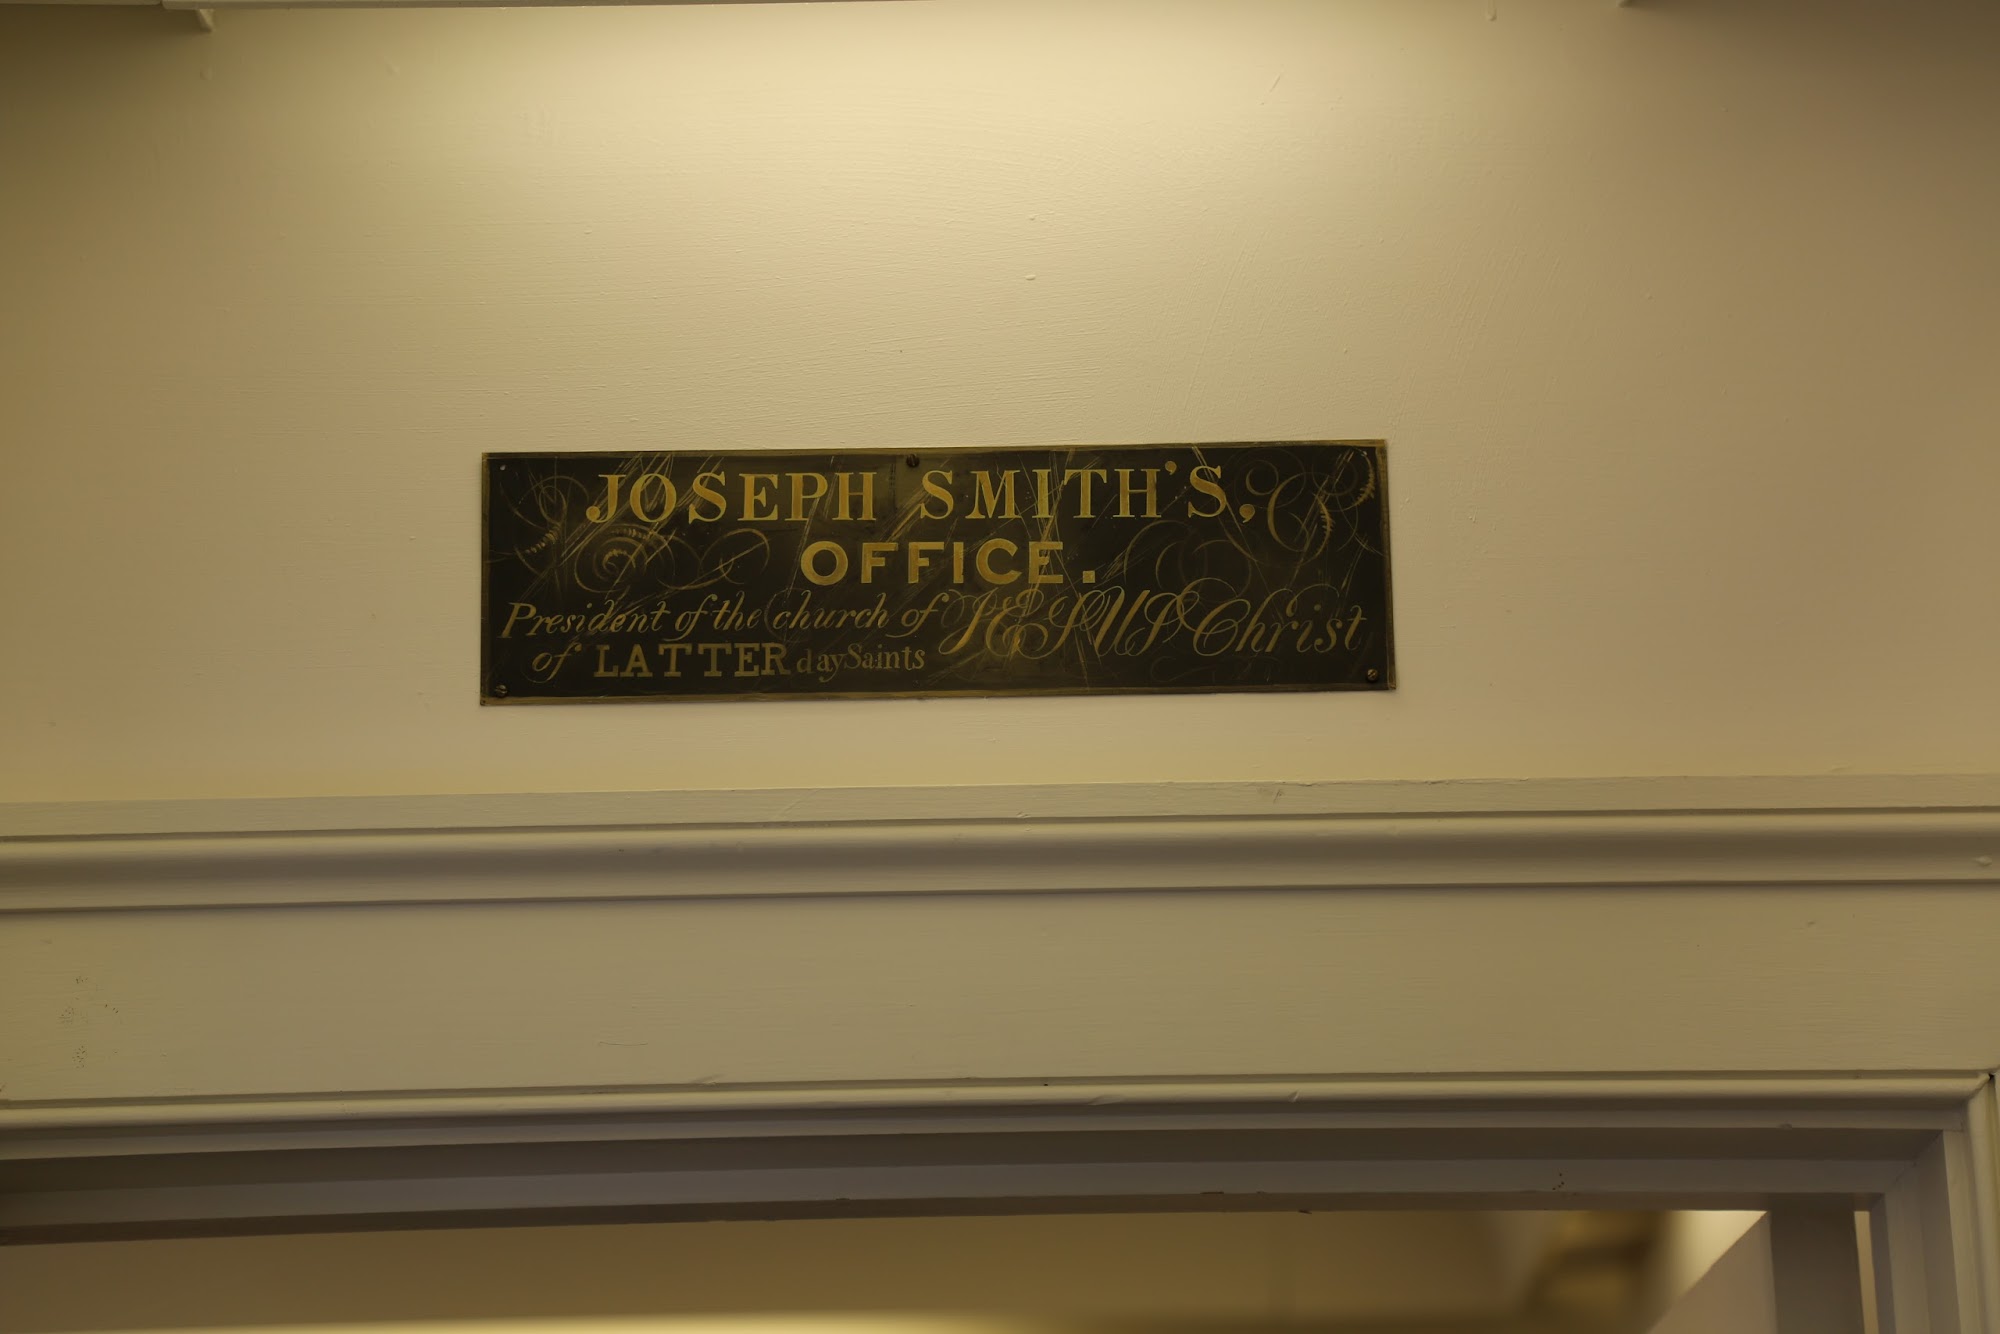 JOSEPH SMITH'S,
OFFICE.
President of the church of JESUS Christ
of LATTER day Saints